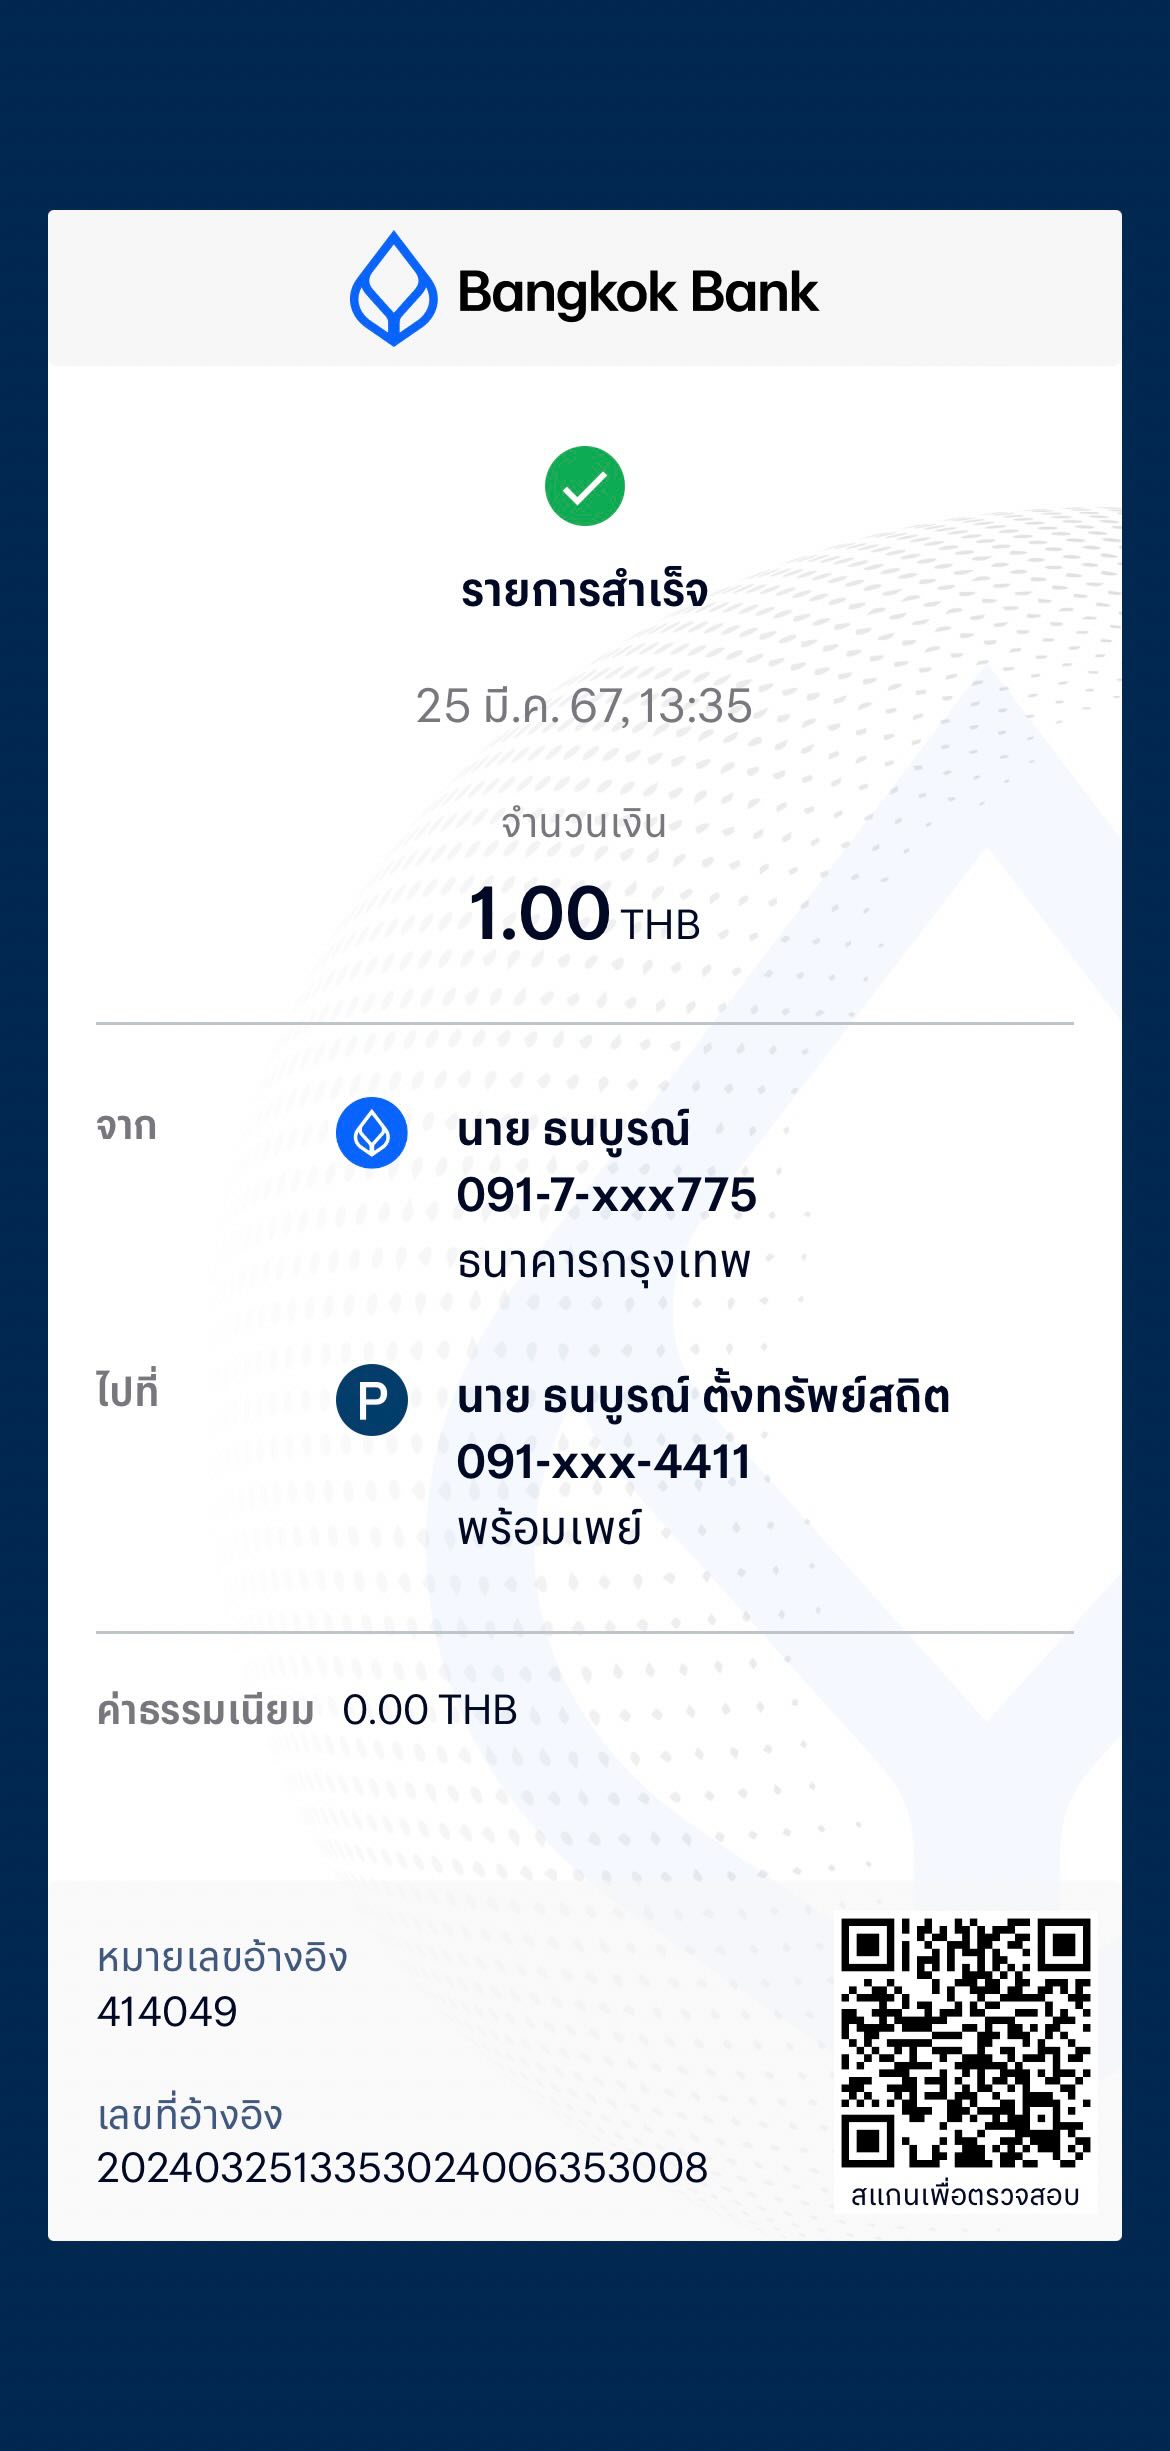 Bangkok Bank
รายการสำเร็จ
25 มี.ค. 67, 13:35
จำนวนเงิน
1.00 THB
จาก
นาย ธนบูรณ์
091-7-xxx775
ธนาคารกรุงเทพ
ไปที่
P
นาย ธนบูรณ์ ตั้งทรัพย์สถิต
091-xxx-4411
พร้อมเพย์
ค่าธรรมเนียม 0.00 THB
หมายเลขอ้างอิง
414049
เลขที่อ้างอิง
2024032513353024006353008
สแกนเพื่อตรวจสอบ